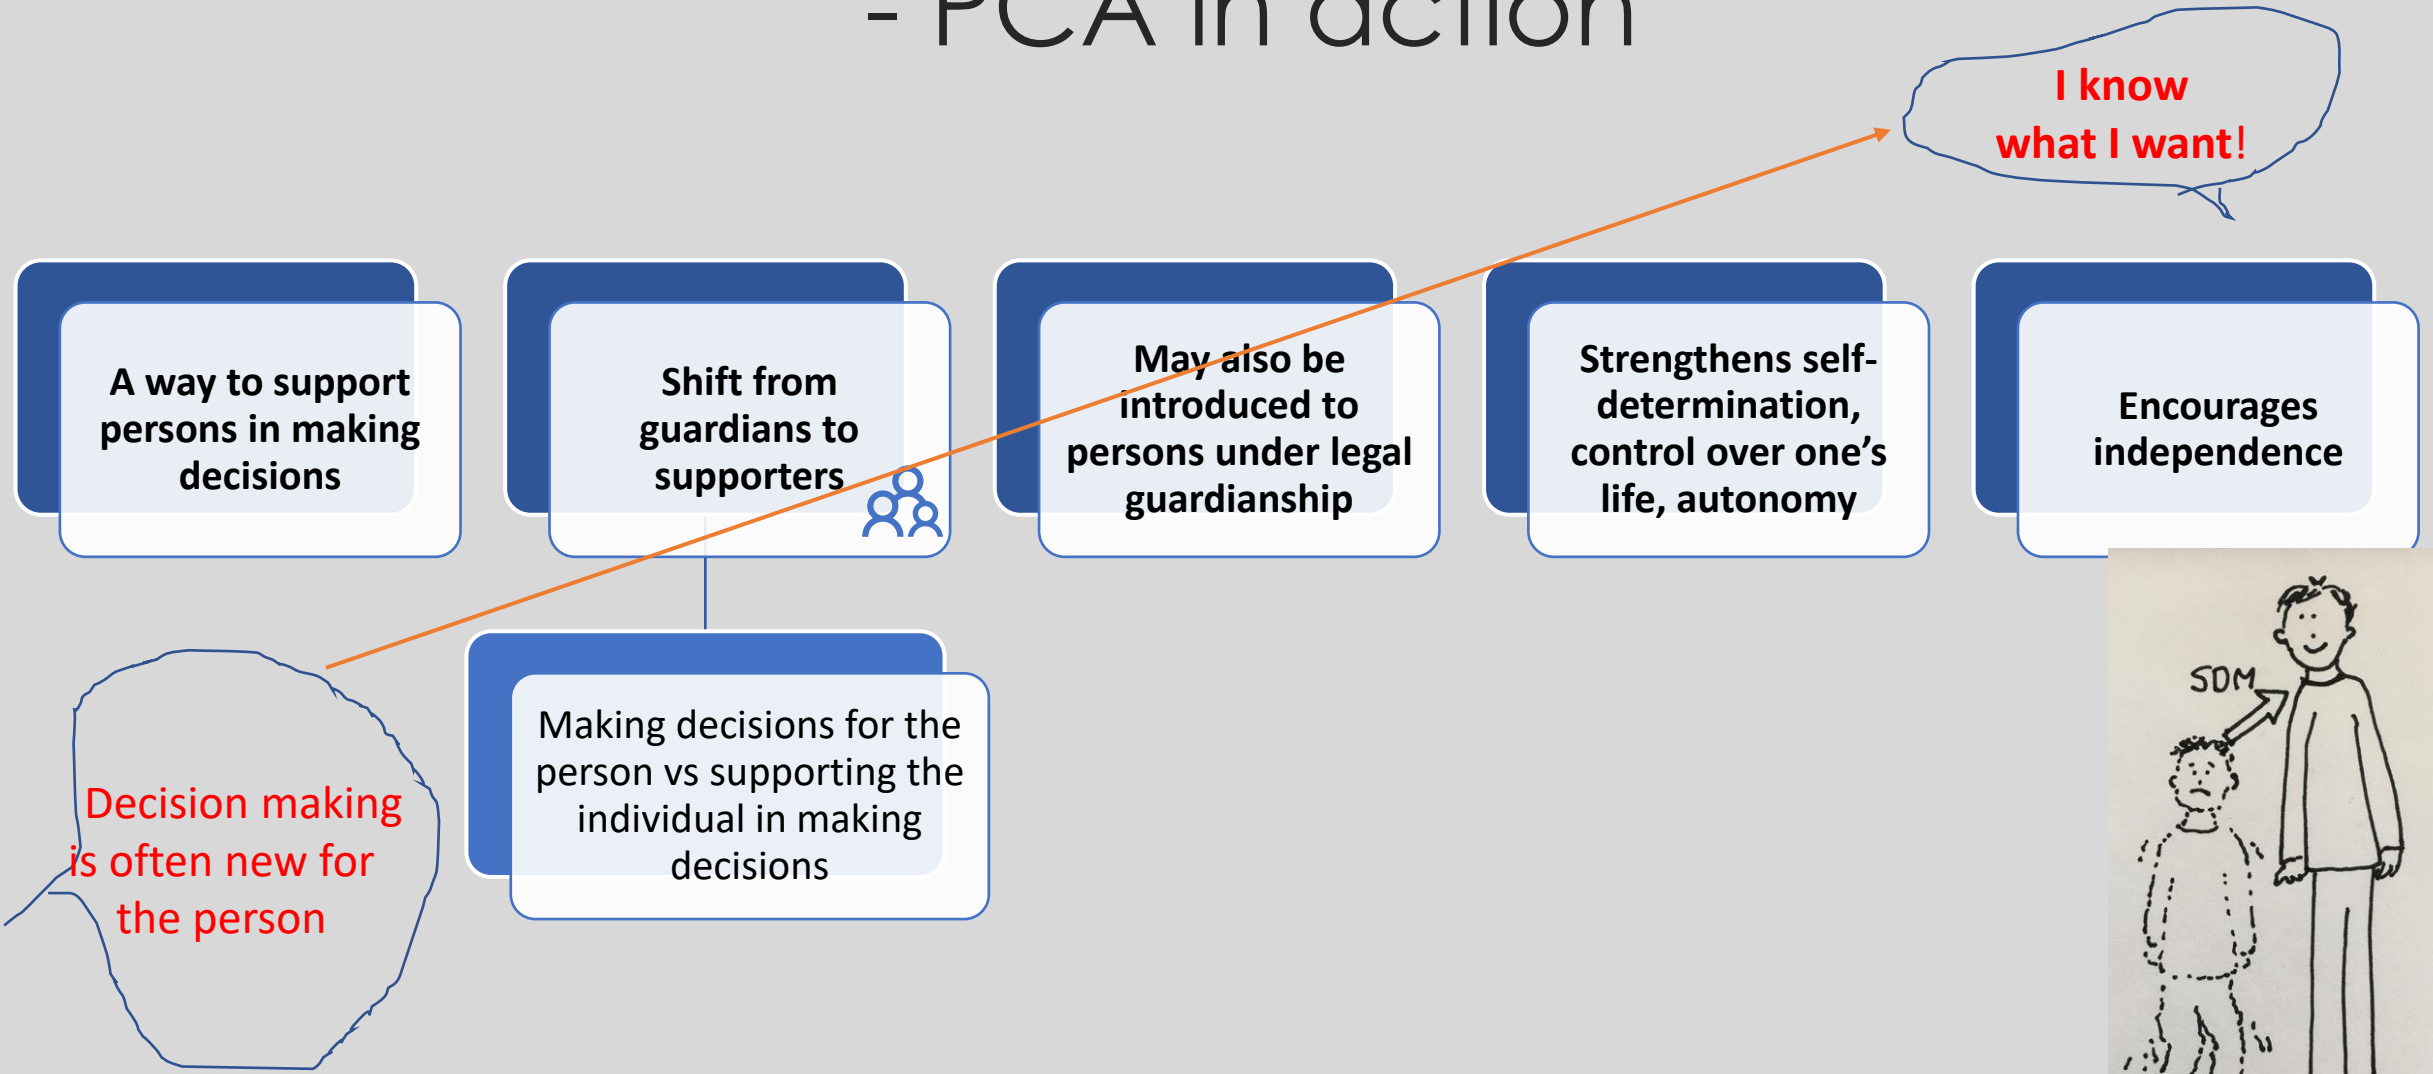 - PCA in action
I know
what I want!
A way to support
persons in making
decisions
Shift from
guardians to
supporters
May also be
introduced to
persons under legal
guardianship
Strengthens self-
determination,
control over one’s
life, autonomy
Encourages
independence
Making decisions for the
person vs supporting the
individual in making
decisions
Decision making
is often new for
the person
SDM